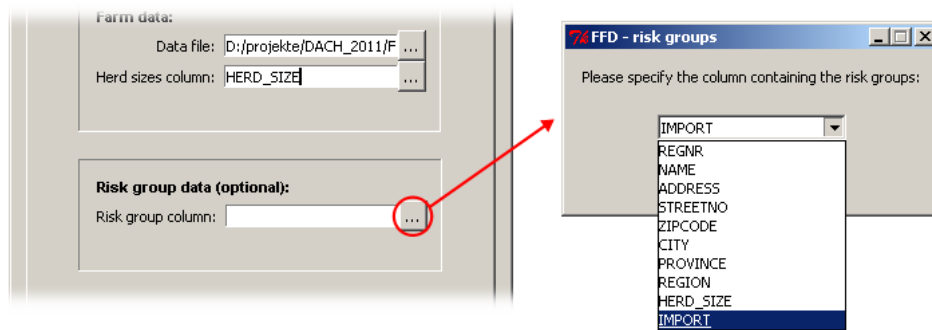 Farm data:
Data file: D:/projekte/DACH_2011/F ...
Herd sizes column: HERD_SIZE ...
Risk group data (optional):
Risk group column: ...
FFD - risk groups
Please specify the column containing the risk groups:
IMPORT
REGNR
NAME
ADDRESS
STREETNO
ZIPCODE
CITY
PROVINCE
REGION
HERD_SIZE
IMPORT